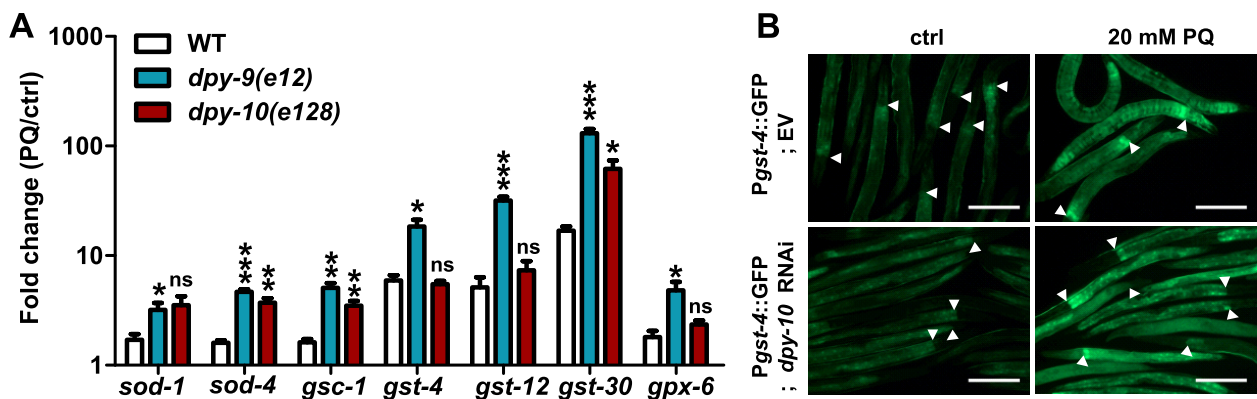 A
Fold change (PQ/ctrl)
1000
100
10
1
WT
dpy-9(e12)
dpy-10(e128)
* ns
*** **
** **
* ns
*** ns
*** *
* ns
sod-1 sod-4 gsc-1 gst-4 gst-12 gst-30 gpx-6
B
ctrl 20 mM PQ
Pgst-4::GFP
; EV
Pgst-4::GFP
; dpy-10 RNAi